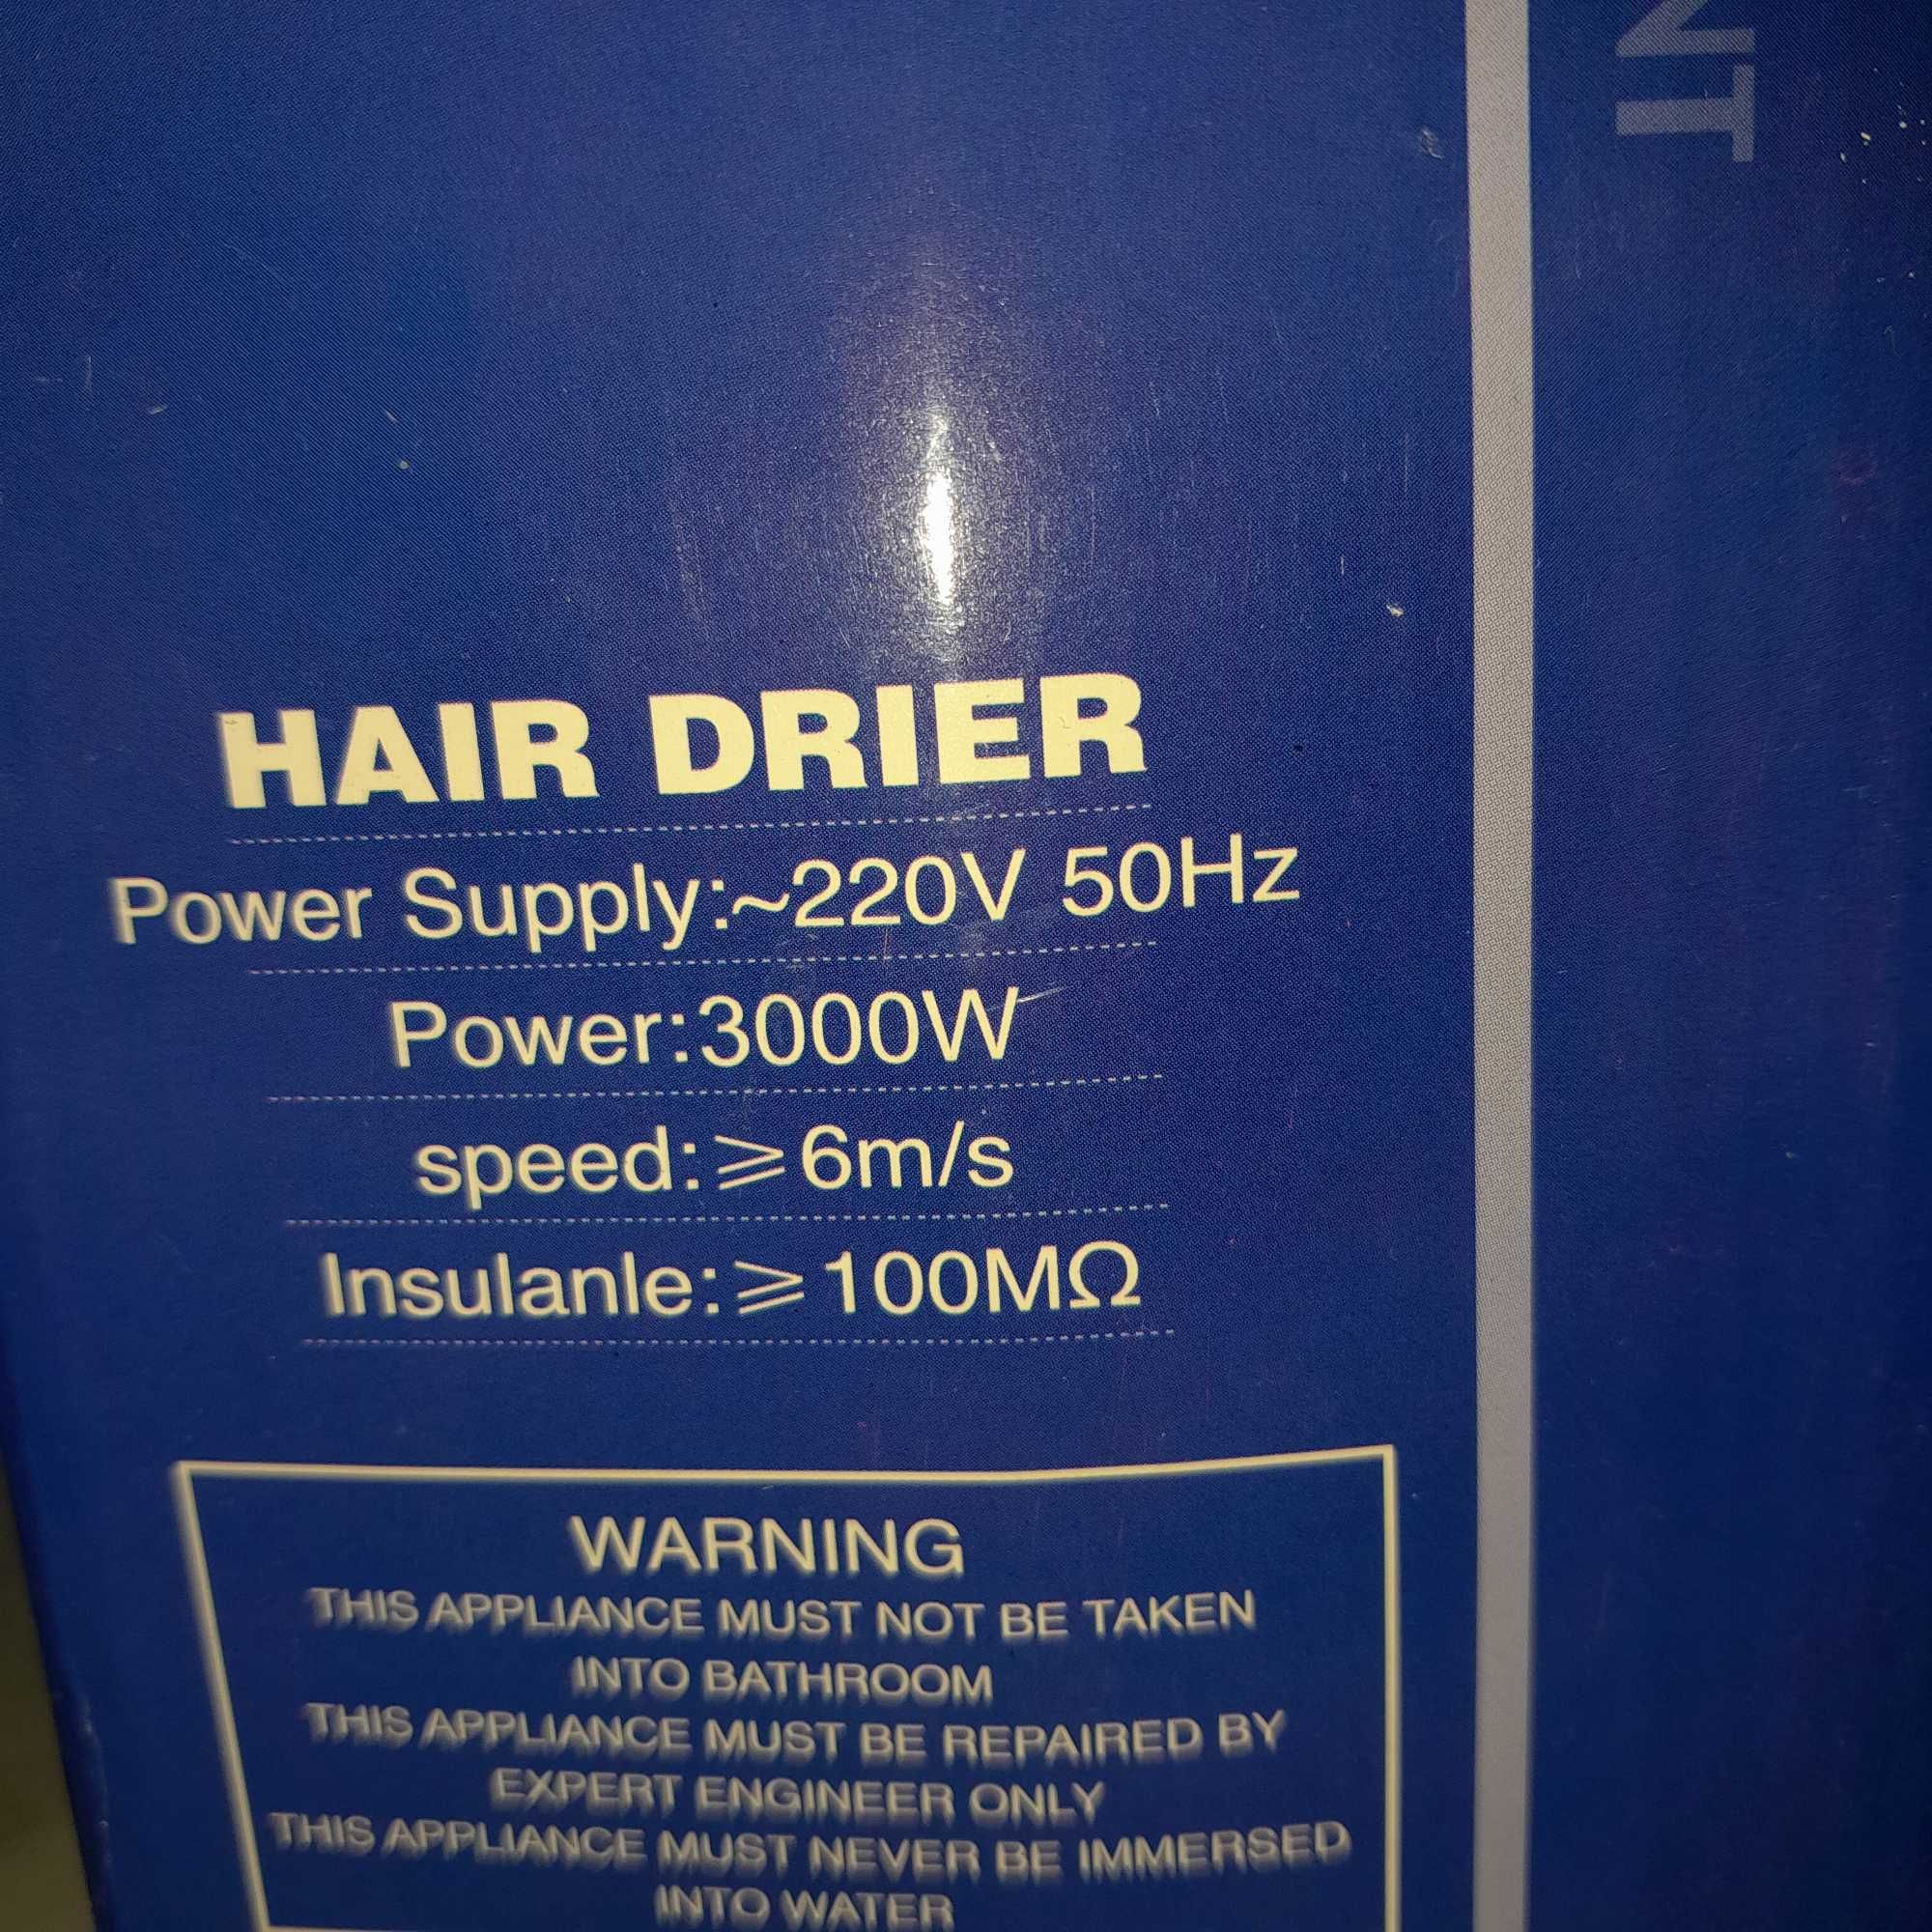 NT
HAIR DRIER
Power Supply:~220V 50Hz
Power:3000W
speed:⩾6m/s
Insulanle:⩾100MΩ
WARNING
THIS APPLIANCE MUST NOT BE TAKEN
INTO BATHROOM
THIS APPLIANCE MUST BE REPAIRED BY
EXPERT ENGINEER ONLY
THIS APPLIANCE MUST NEVER BE IMMERSED
INTO WATER